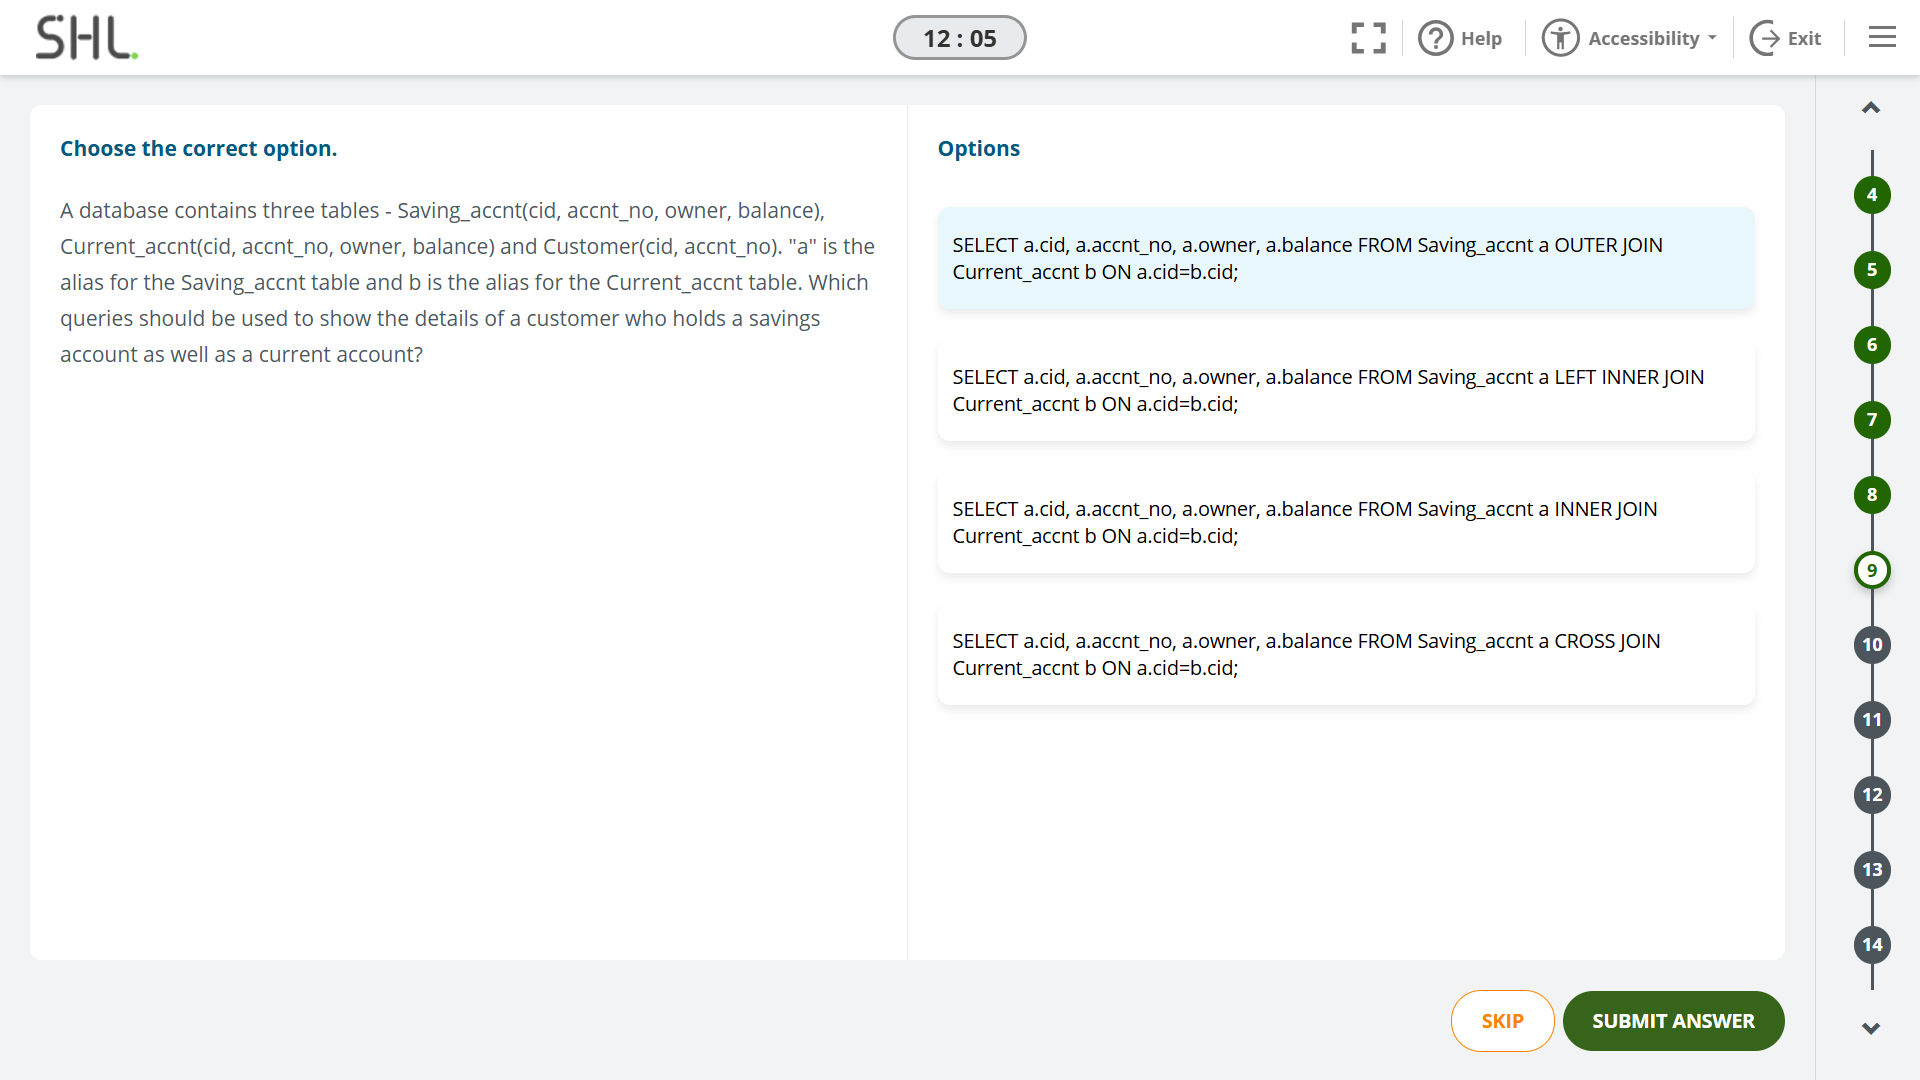 SHL.
12 : 05
Help
Accessibility
Exit
Choose the correct option.
A database contains three tables - Saving_accnt(cid, accnt_no, owner, balance),
Current_accnt(cid, accnt_no, owner, balance) and Customer(cid, accnt_no). "a" is the
alias for the Saving_accnt table and b is the alias for the Current_accnt table. Which
queries should be used to show the details of a customer who holds a savings
account as well as a current account?
Options
SELECT a.cid, a.accnt_no, a.owner, a.balance FROM Saving_accnt a OUTER JOIN
Current_accnt b ON a.cid=b.cid;
SELECT a.cid, a.accnt_no, a.owner, a.balance FROM Saving_accnt a LEFT INNER JOIN
Current_accnt b ON a.cid=b.cid;
SELECT a.cid, a.accnt_no, a.owner, a.balance FROM Saving_accnt a INNER JOIN
Current_accnt b ON a.cid=b.cid;
SELECT a.cid, a.accnt_no, a.owner, a.balance FROM Saving_accnt a CROSS JOIN
Current_accnt b ON a.cid=b.cid;
4
5
6
7
8
9
10
11
12
13
14
SKIP
SUBMIT ANSWER